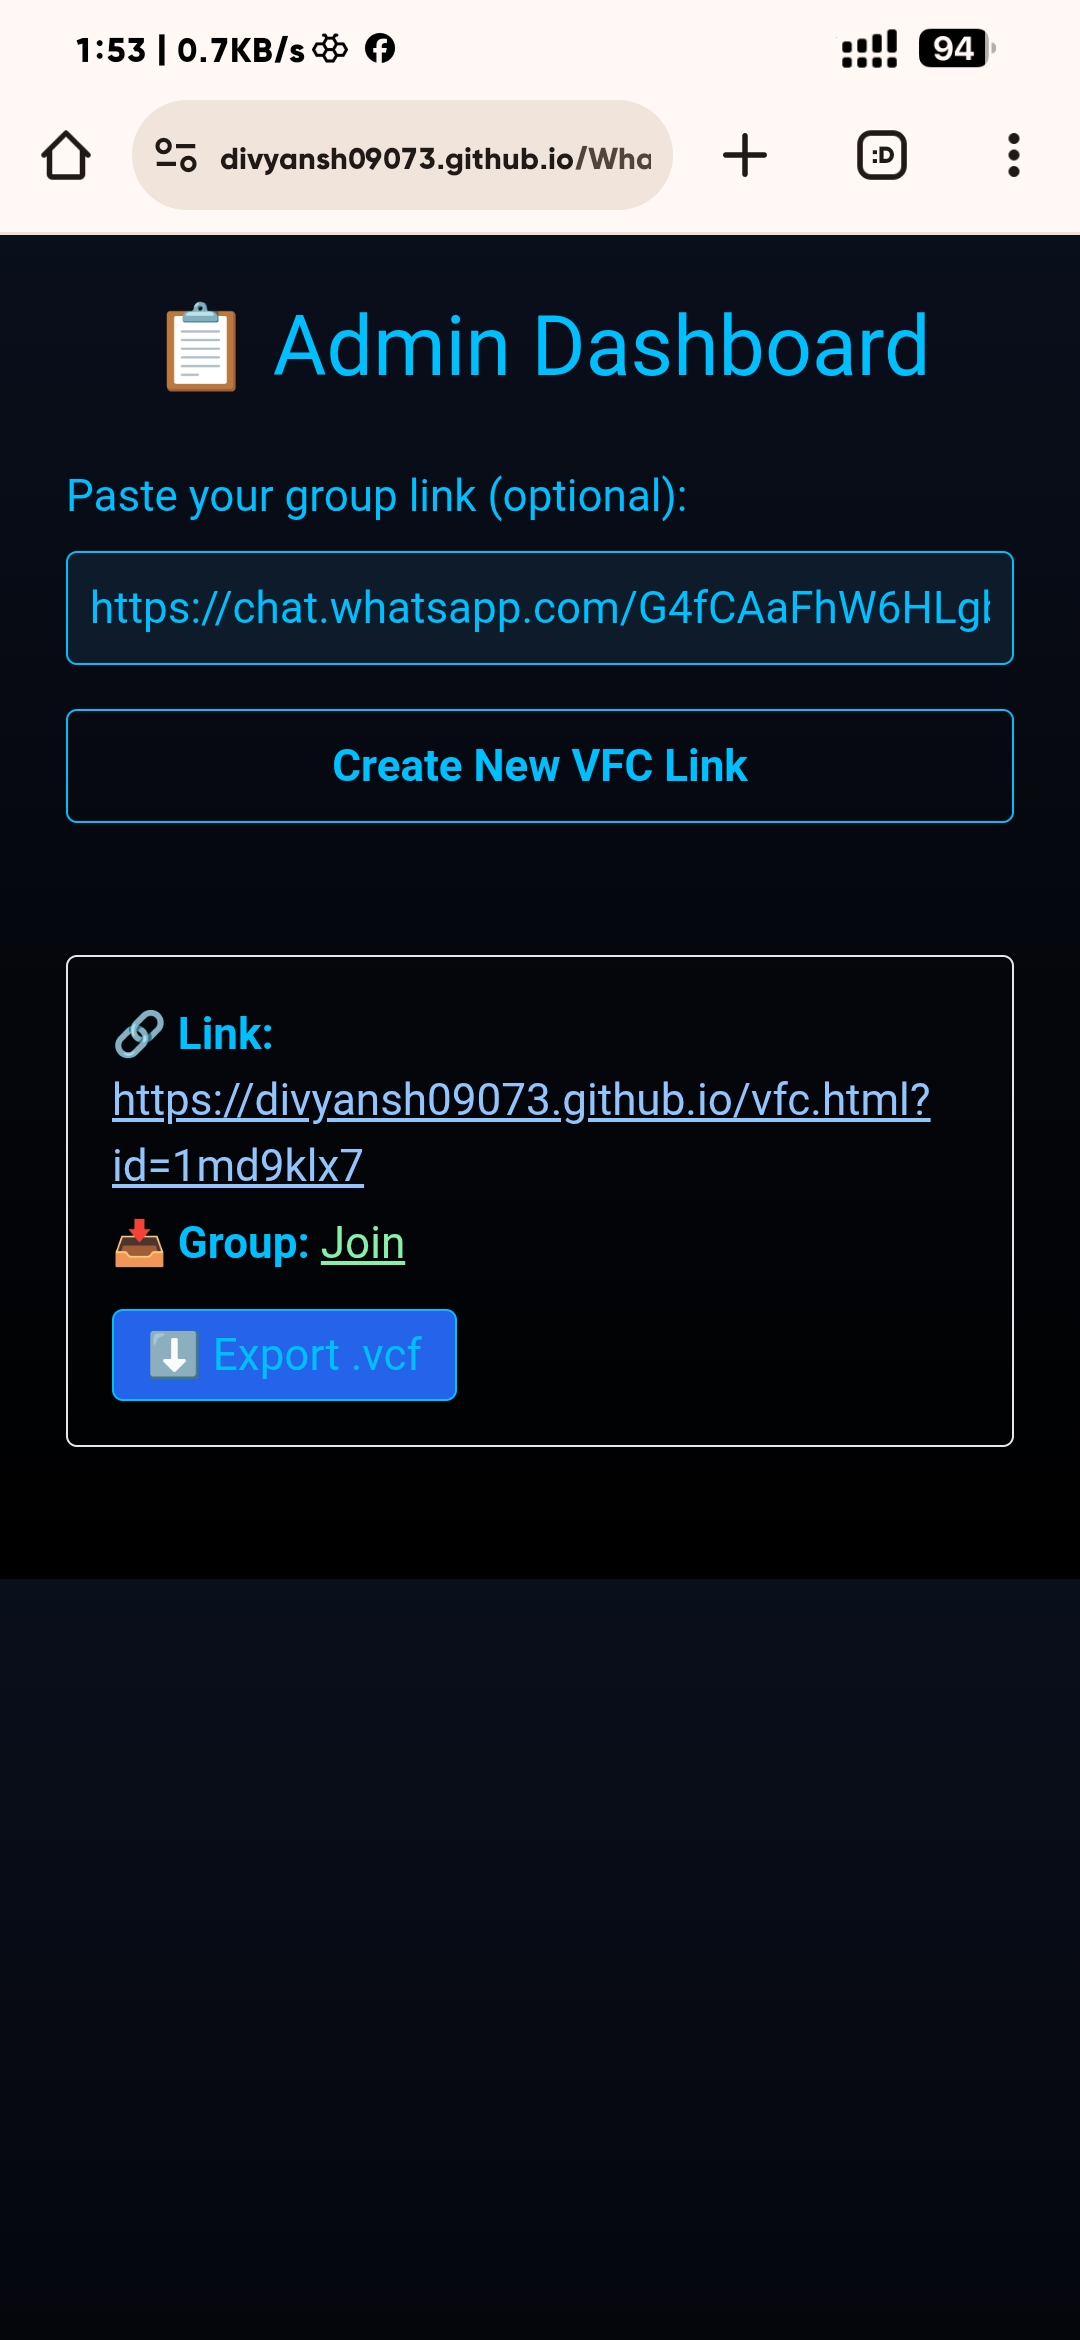 1:53 | 0.7KB/s
94
divyansh09073.github.io/Wha
:D
📋 Admin Dashboard
Paste your group link (optional):
https://chat.whatsapp.com/G4fCAaFhW6HLg
Create New VFC Link
🔗 Link:
https://divyansh09073.github.io/vfc.html?
id=1md9klx7
📥 Group: Join
⬇️ Export .vcf